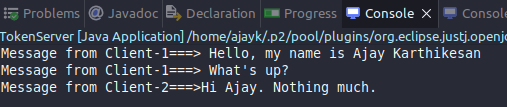 Problems Javadoc Declaration Progress Console Console
TokenServer [Java Application] /home/ajayk/.p2/pool/plugins/org.eclipse.justj.openjd
Message from Client-1===> Hello, my name is Ajay Karthikesan
Message from Client-1===> What's up?
Message from Client-2===>Hi Ajay. Nothing much.